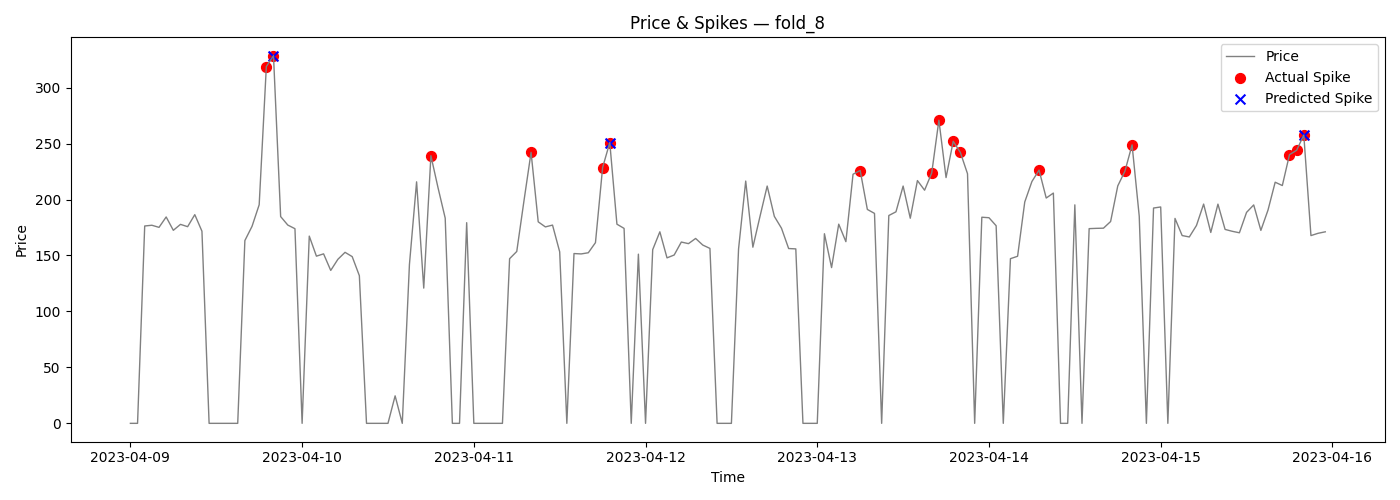 Price & Spikes — fold_8
Price
Actual Spike
Predicted Spike
300
250
200
150
100
50
0
Price
2023-04-09
2023-04-10
2023-04-11
2023-04-12
2023-04-13
2023-04-14
2023-04-15
2023-04-16
Time